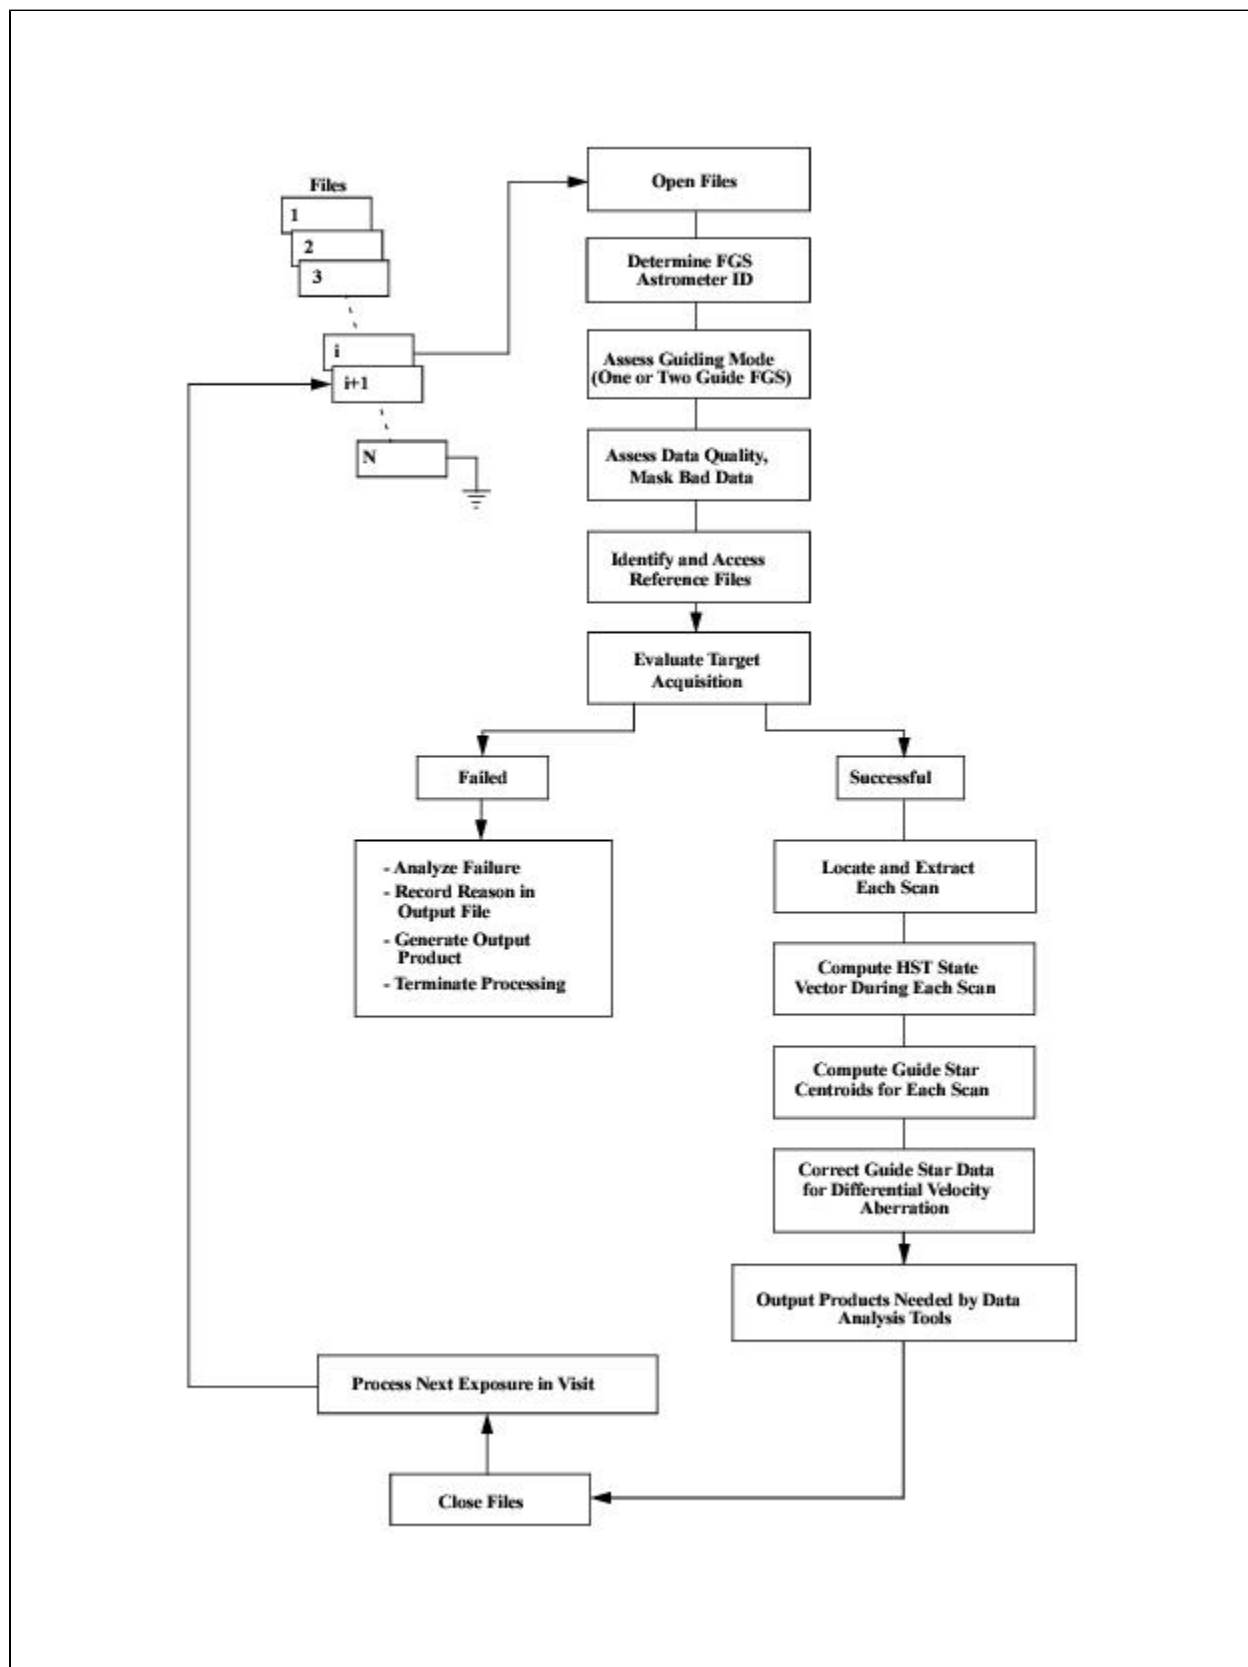 Files
1
2
3
i
i+1
N
Open Files
Determine FGS
Astrometer ID
Assess Guiding Mode
(One or Two Guide FGS)
Assess Data Quality,
Mask Bad Data
Identify and Access
Reference Files
Evaluate Target
Acquisition
Failed
- Analyze Failure
- Record Reason in
Output File
- Generate Output
Product
- Terminate Processing
Successful
Locate and Extract
Each Scan
Compute HST State
Vector During Each Scan
Compute Guide Star
Centroids for Each Scan
Correct Guide Star Data
for Differential Velocity
Aberration
Output Products Needed by Data
Analysis Tools
Process Next Exposure in Visit
Close Files